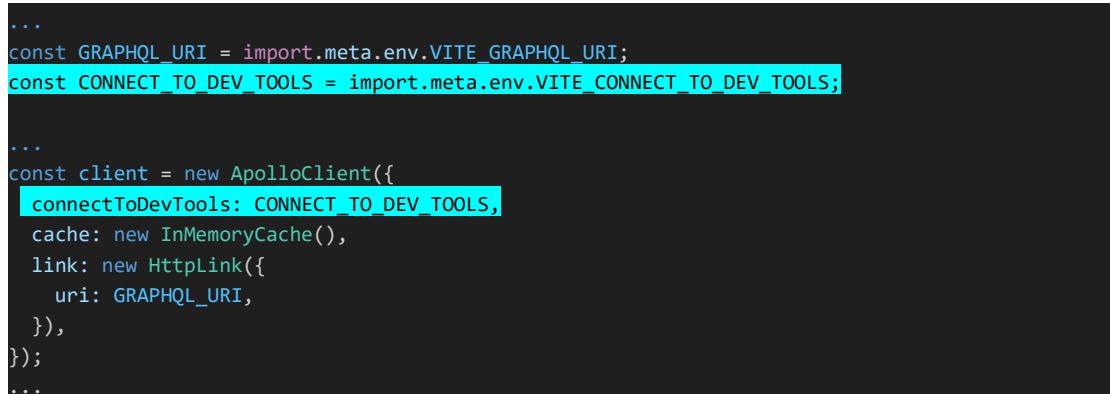 ...
const GRAPHQL_URI = import.meta.env.VITE_GRAPHQL_URI;
const CONNECT_TO_DEV_TOOLS = import.meta.env.VITE_CONNECT_TO_DEV_TOOLS;
...
const client = new ApolloClient({
  connectToDevTools: CONNECT_TO_DEV_TOOLS,
  cache: new InMemoryCache(),
  link: new HttpLink({
    uri: GRAPHQL_URI,
  }),
});
...